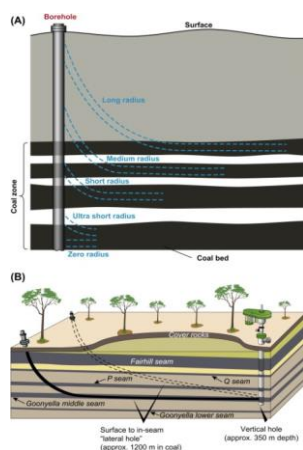 (A)
Borehole
Surface
Long radius
Medium radius
Short radius
Ultra short radius
Zero radius
Coal zone
Coal bed
(B)
Cover rocks
Fairhill seam
P seam
Q seam
Goonyella middle seam
Goonyella lower seam
Surface to in-seam
"lateral hole"
(approx. 1200 m in coal)
Vertical hole
(approx. 350 m depth)